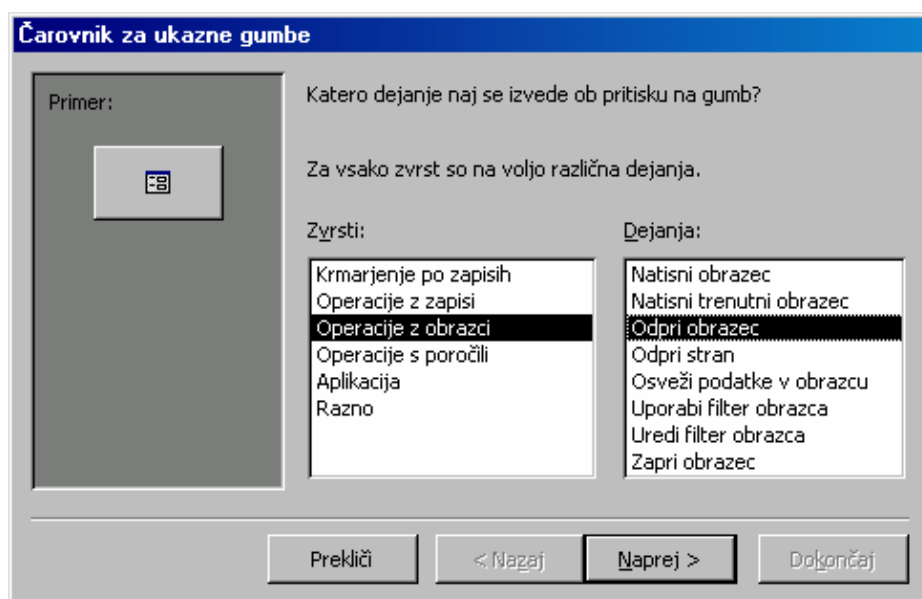 Čarovnik za ukazne gumbe
Primer:
Katero dejanje naj se izvede ob pritisku na gumb?
Za vsako zvrst so na voljo različna dejanja.
Zvrsti:
Krmarjenje po zapisih
Operacije z zapisi
Operacije z obrazci
Operacije s poročili
Aplikacija
Razno
Dejanja:
Natisni obrazec
Natisni trenutni obrazec
Odpri obrazec
Odpri stran
Osveži podatke v obrazcu
Uporabi filter obrazca
Uredi filter obrazca
Zapri obrazec
Prekliči
< Nazaj
Naprej >
Dokončaj